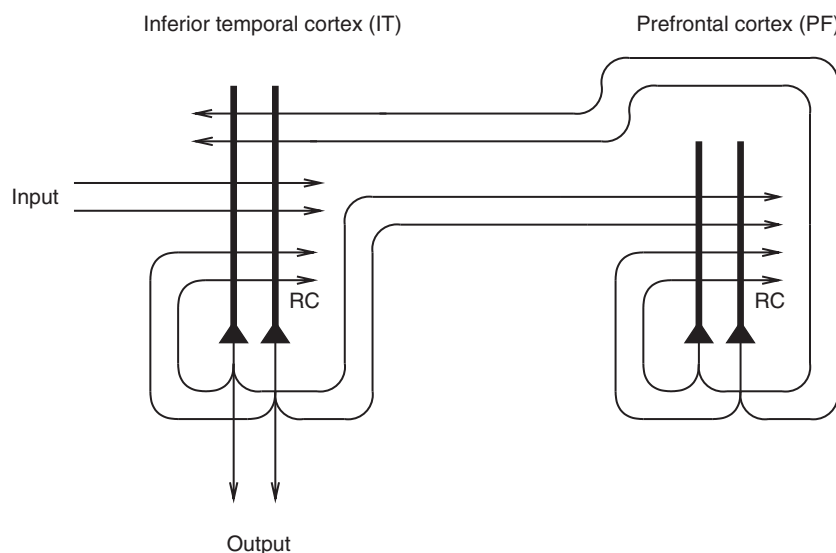 Inferior temporal cortex (IT)
Prefrontal cortex (PF)
Input
RC
RC
Output